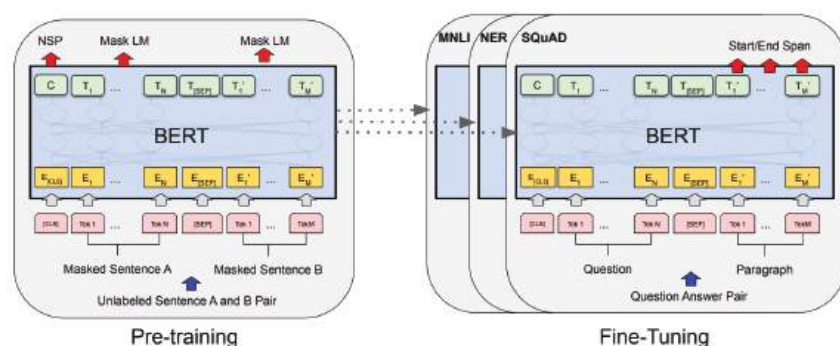 NSP Mask LM Mask LM
C T1 ... TN T[SEP] T1' ... TM'
BERT
E[CLS] E1 ... EN E[SEP] E1' ... EM'
[CLS] Tok 1 ... Tok N [SEP] Tok 1 ... TokM
Masked Sentence A Masked Sentence B
Unlabeled Sentence A and B Pair
Pre-training
MNLI NER SQuAD
Start/End Span
C T1 ... TN T[SEP] T1' ... TM'
BERT
E[CLS] E1 ... EN E[SEP] E1' ... EM'
[CLS] Tok 1 ... Tok N [SEP] Tok 1 ... TokM
Question Paragraph
Question Answer Pair
Fine-Tuning